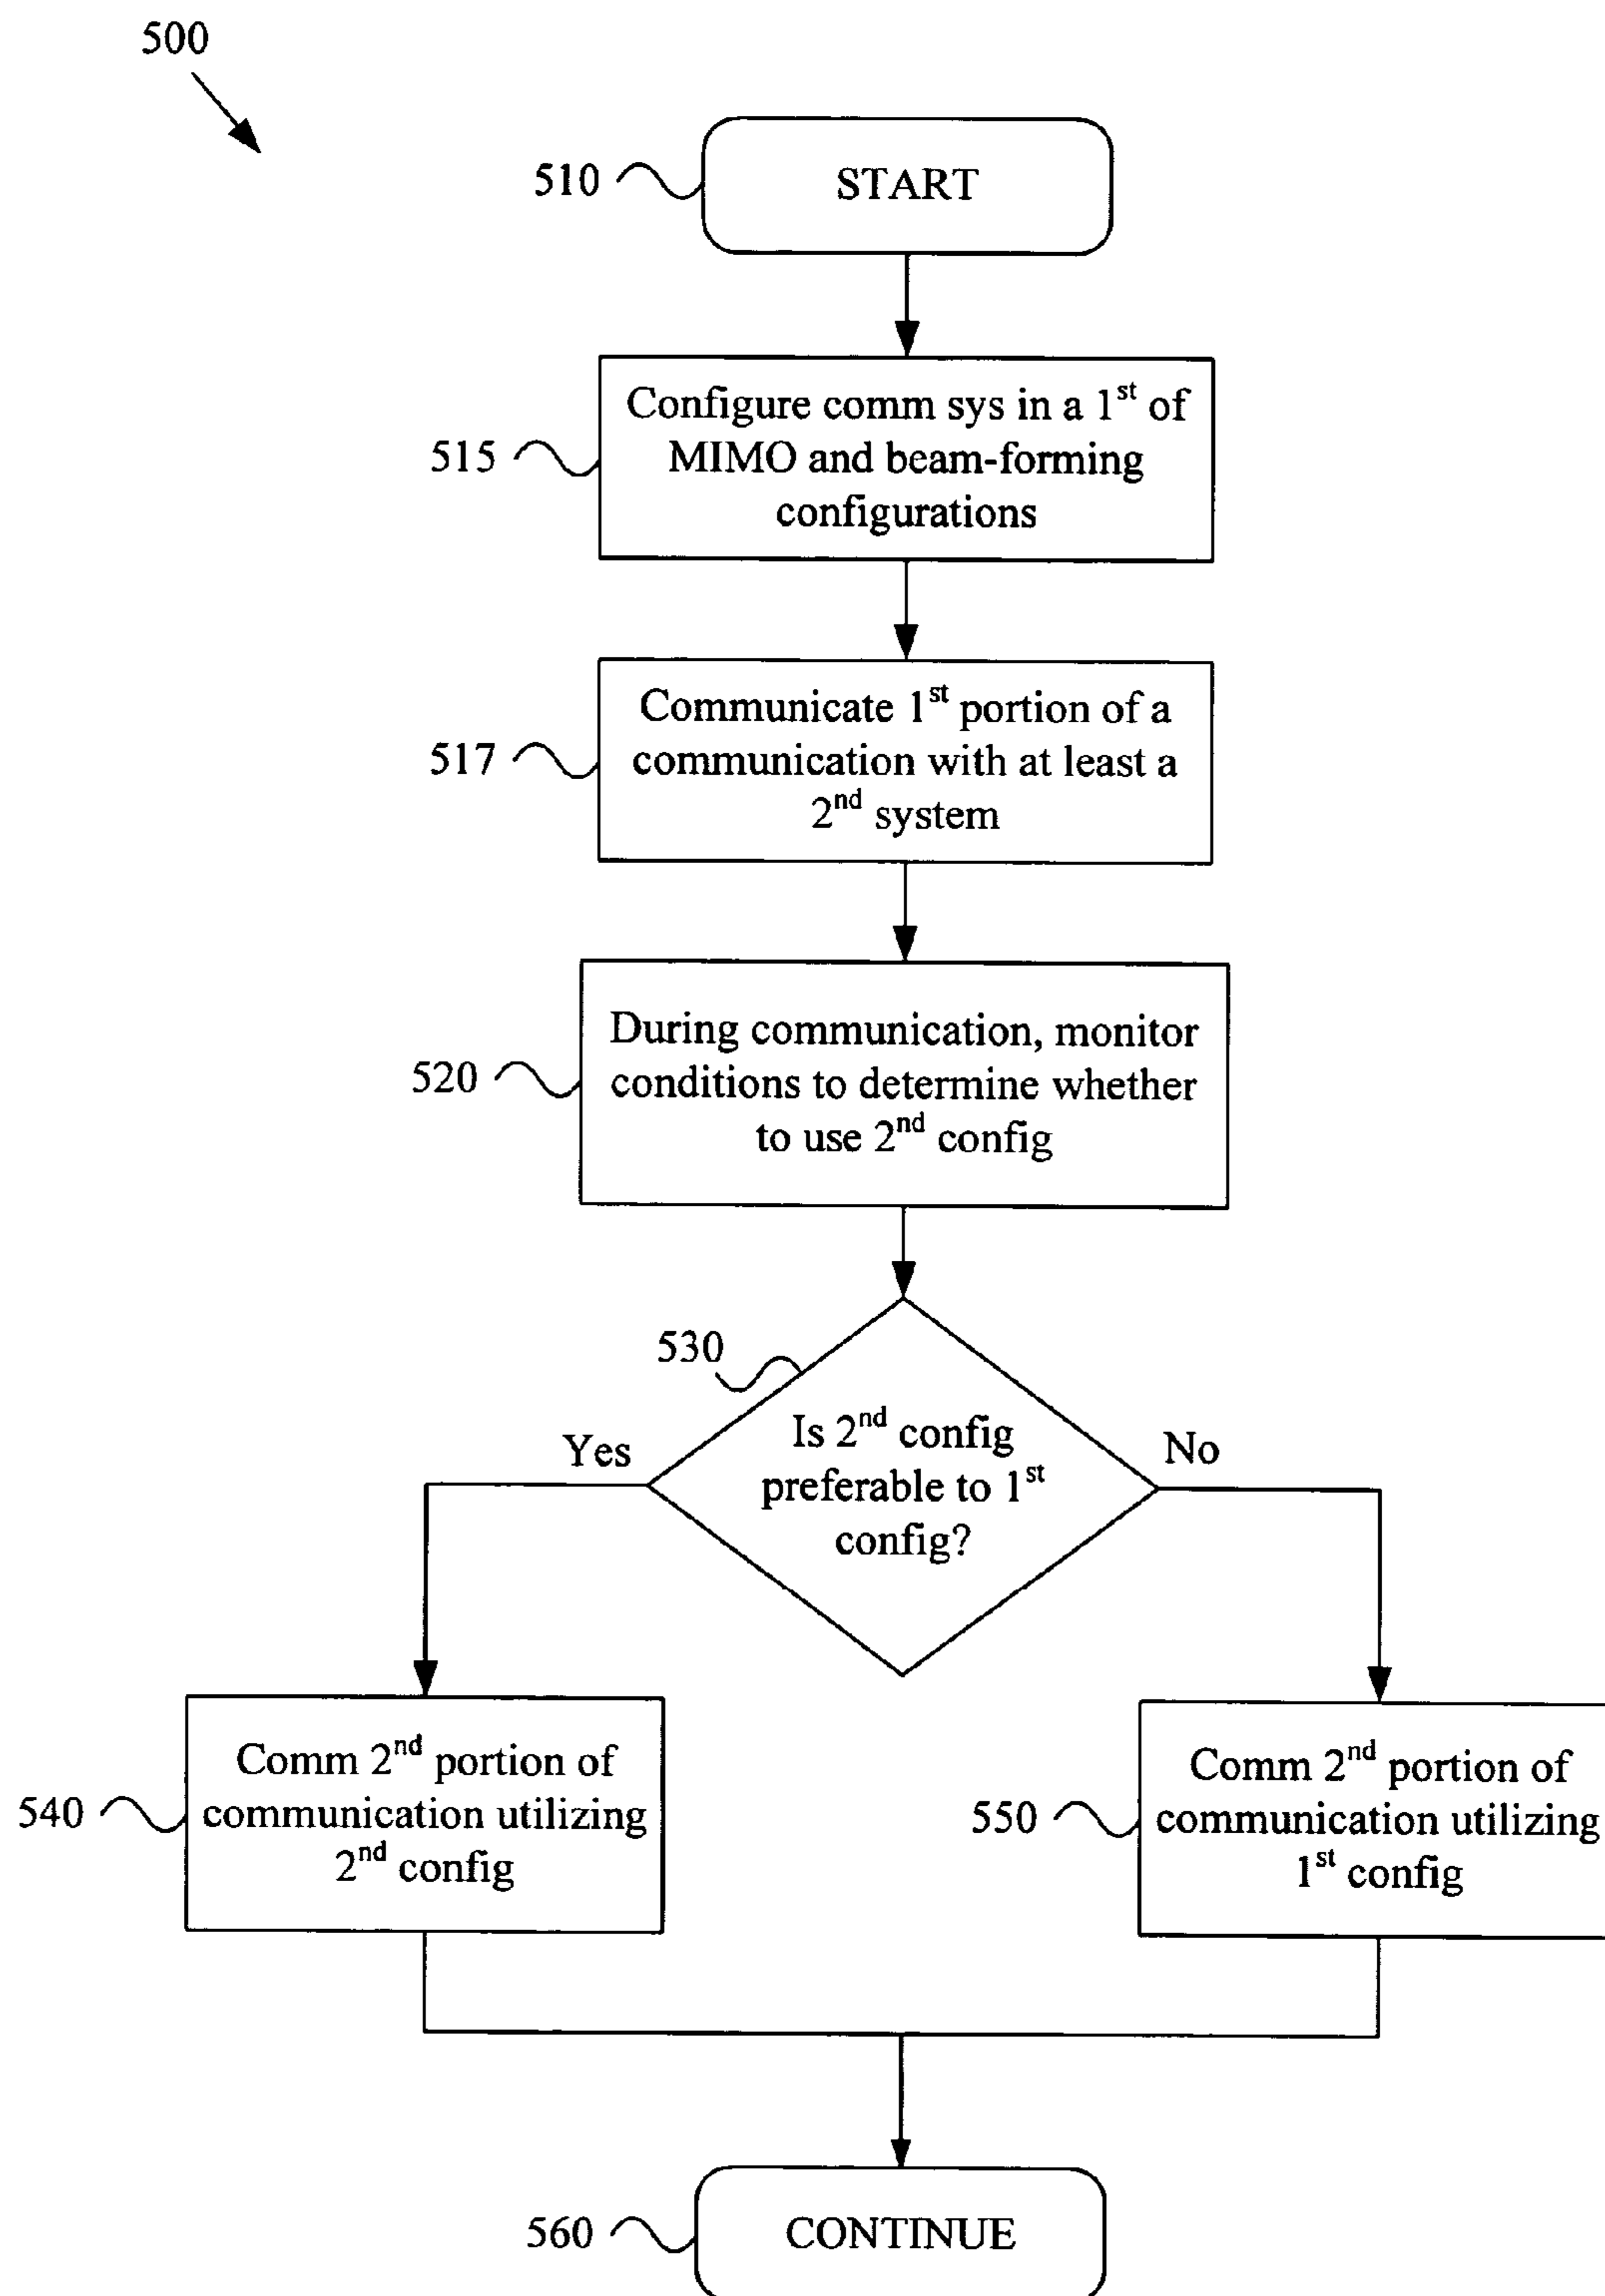 500
510
START
515
Configure comm sys in a 1st of
MIMO and beam-forming
configurations
517
Communicate 1st portion of a
communication with at least a
2nd system
520
During communication, monitor
conditions to determine whether
to use 2nd config
530
Yes
Is 2nd config
preferable to 1st
config?
No
540
Comm 2nd portion of
communication utilizing
2nd config
550
Comm 2nd portion of
communication utilizing
1st config
560
CONTINUE